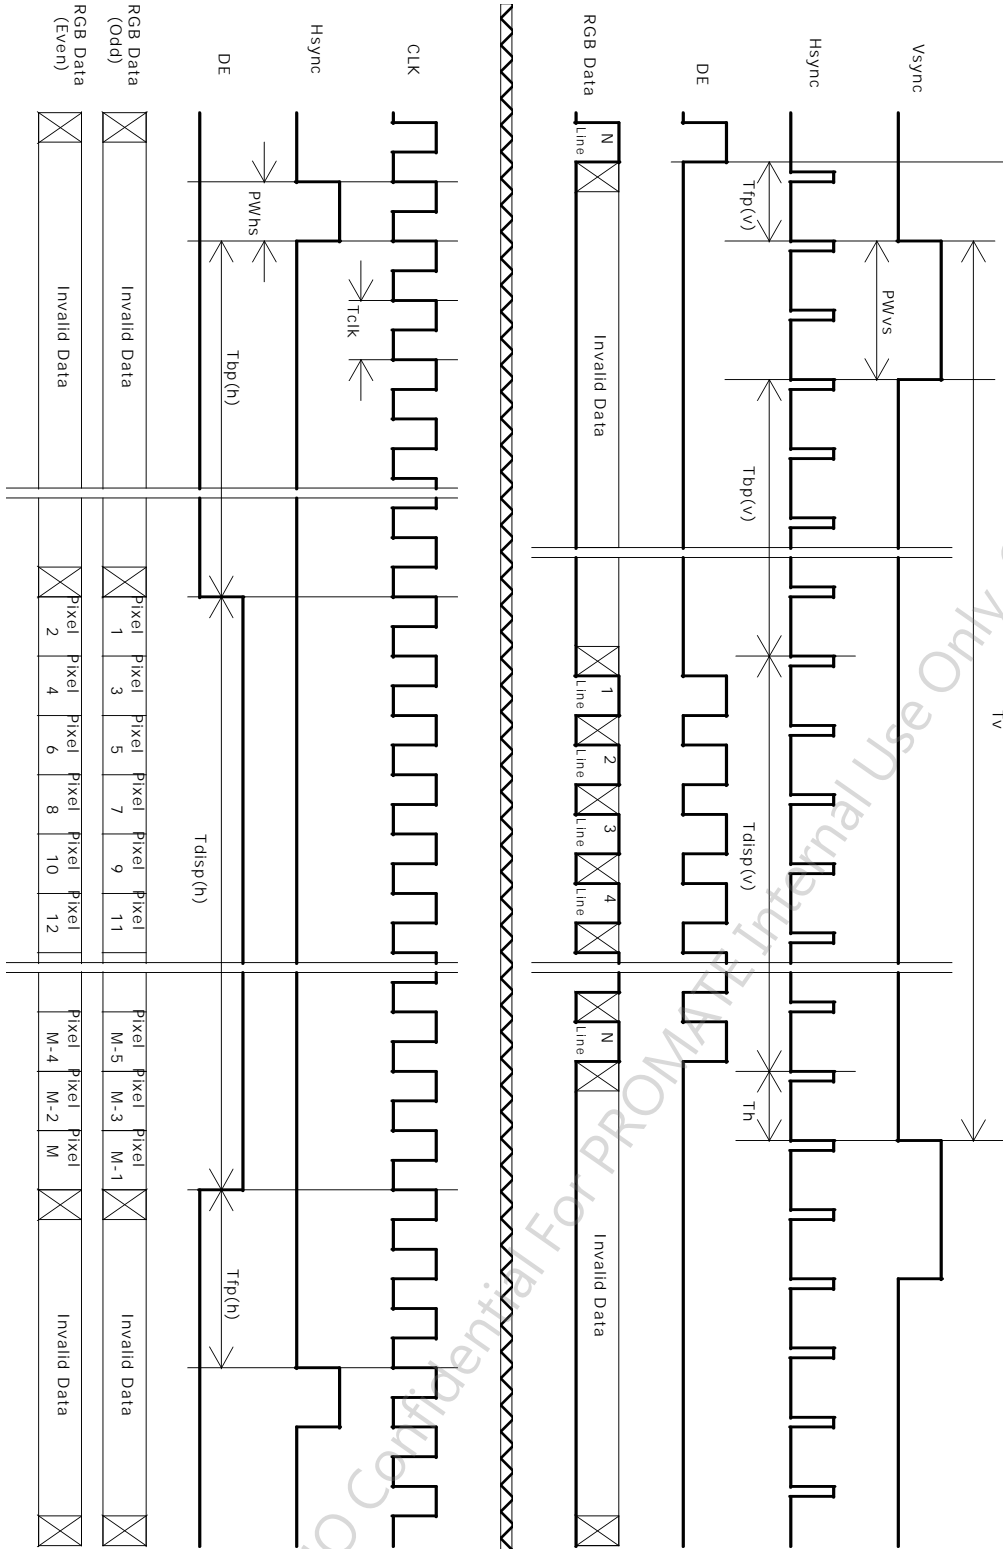 Vsync
Hsync
DE
RGB Data
Tv
PWvs
Tfp(v)
Tbp(v)
Tdisp(v)
Th
Line
N
Invalid Data
Line
1
Line
2
Line
3
Line
4
Line
N
Invalid Data
CLK
Hsync
DE
RGB Data
(Odd)
RGB Data
(Even)
Tclk
PWhs
Tbp(h)
Tdisp(h)
Tfp(h)
Invalid Data
Pixel
1
Pixel
3
Pixel
5
Pixel
7
Pixel
9
Pixel
11
Pixel
M-5
Pixel
M-3
Pixel
M-1
Invalid Data
Invalid Data
Pixel
2
Pixel
4
Pixel
6
Pixel
8
Pixel
10
Pixel
12
Pixel
M-4
Pixel
M-2
Pixel
M
Invalid Data
Confidential For PROMATE Internal Use Only